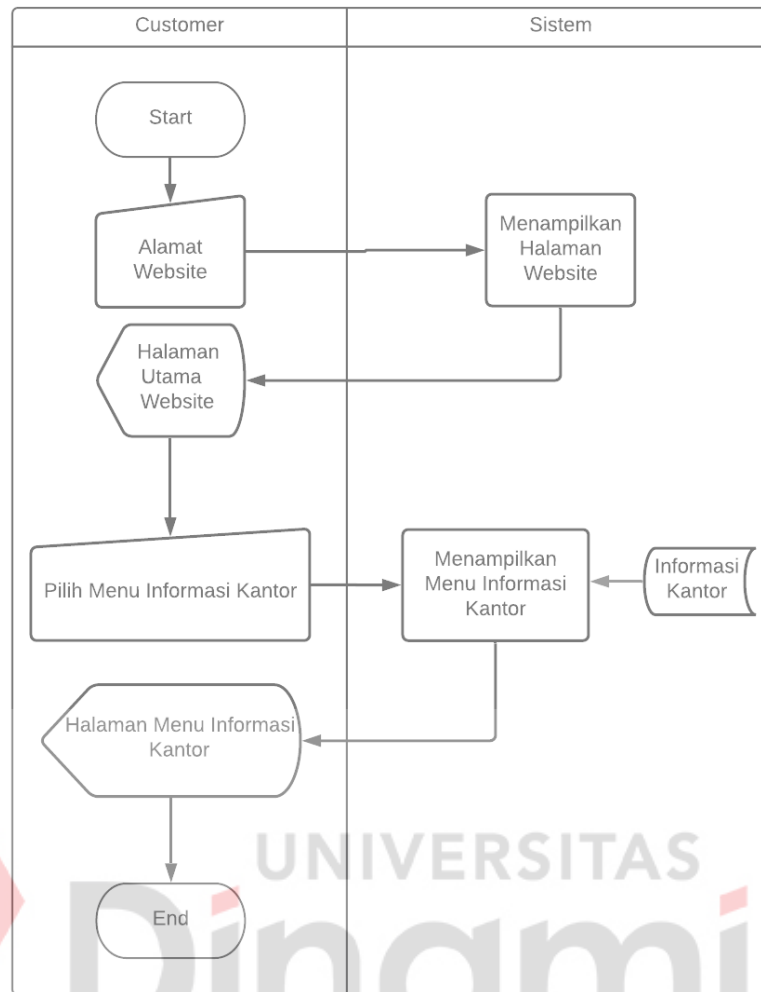 Customer
Sistem
Start
Alamat
Website
Menampilkan
Halaman
Website
Halaman
Utama
Website
Pilih Menu Informasi Kantor
Menampilkan
Menu Informasi
Kantor
Informasi
Kantor
Halaman Menu Informasi
Kantor
End
UNIVERSITAS
Dinami